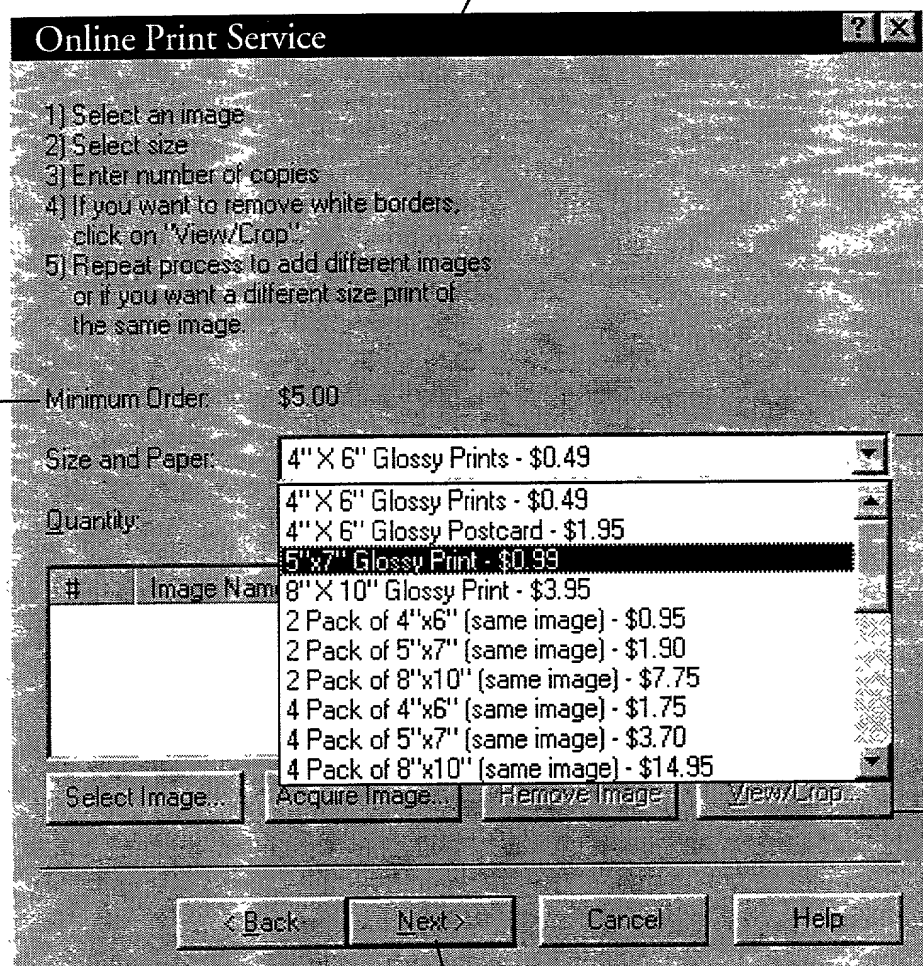 Online Print Service
1) Select an image
2) Select size
3) Enter number of copies
4) If you want to remove white borders,
click on "View/Crop".
5) Repeat process to add different images
or if you want a different size print of
the same image.
Minimum Order: $5.00
Size and Paper: 4" X 6" Glossy Prints - $0.49
Quantity:
4" X 6" Glossy Prints - $0.49
4" X 6" Glossy Postcard - $1.95
5"x7" Glossy Print - $0.99
8" X 10" Glossy Print - $3.95
2 Pack of 4"x6" (same image) - $0.95
2 Pack of 5"x7" (same image) - $1.90
2 Pack of 8"x10" (same image) - $7.75
4 Pack of 4"x6" (same image) - $1.75
4 Pack of 5"x7" (same image) - $3.70
4 Pack of 8"x10" (same image) - $14.95
# Image Nam
Select Image... Acquire Image... Remove Image View/Crop...
< Back Next > Cancel Help